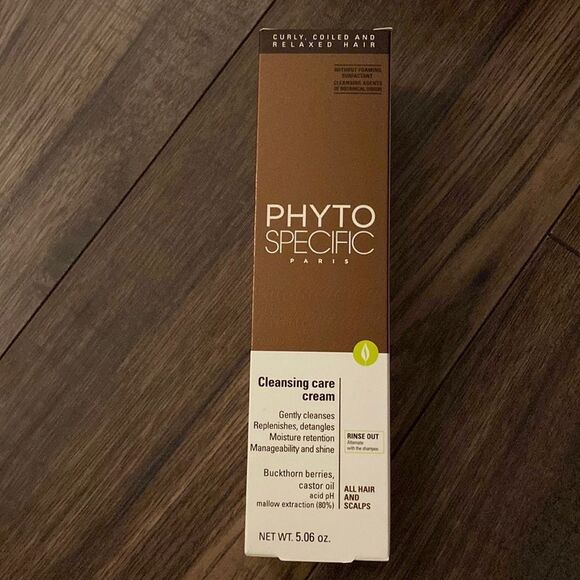 CURLY, COILED AND
RELAXED HAIR
WITHOUT FOAMING
SURFACTANT
CLEANSING AGENTS
OF BOTANICAL ORIGIN
PHYTO
SPECIFIC
PARIS
Cleansing care
cream
Gently cleanses
Replenishes, detangles
Moisture retention
Manageability and shine
RINSE OUT
Alternate
with the shampoo
Buckthorn berries,
castor oil
acid pH
mallow extraction (80%)
ALL HAIR
AND
SCALPS
NET WT. 5.06 oz.